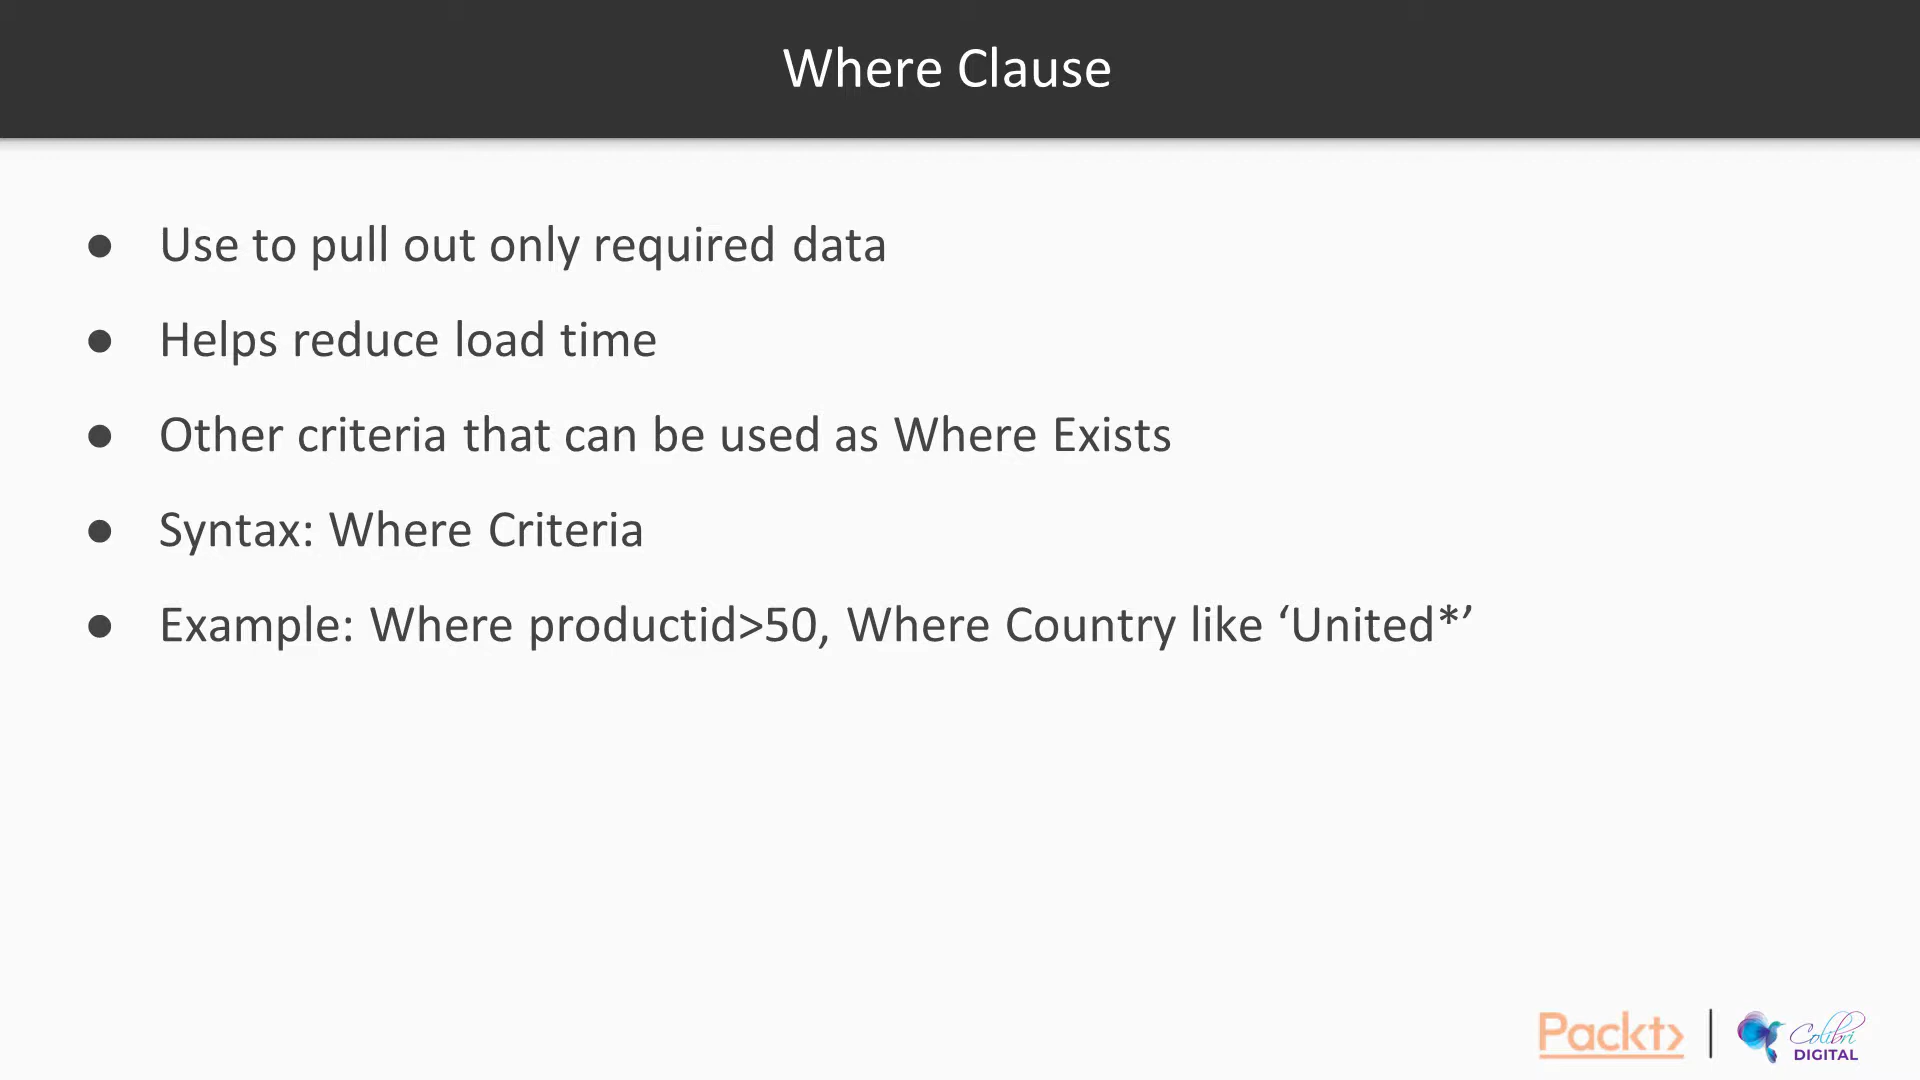 Where Clause
● Use to pull out only required data
● Helps reduce load time
● Other criteria that can be used as Where Exists
● Syntax: Where Criteria
● Example: Where productid>50, Where Country like ‘United*’
Packt>
Colibri
DIGITAL